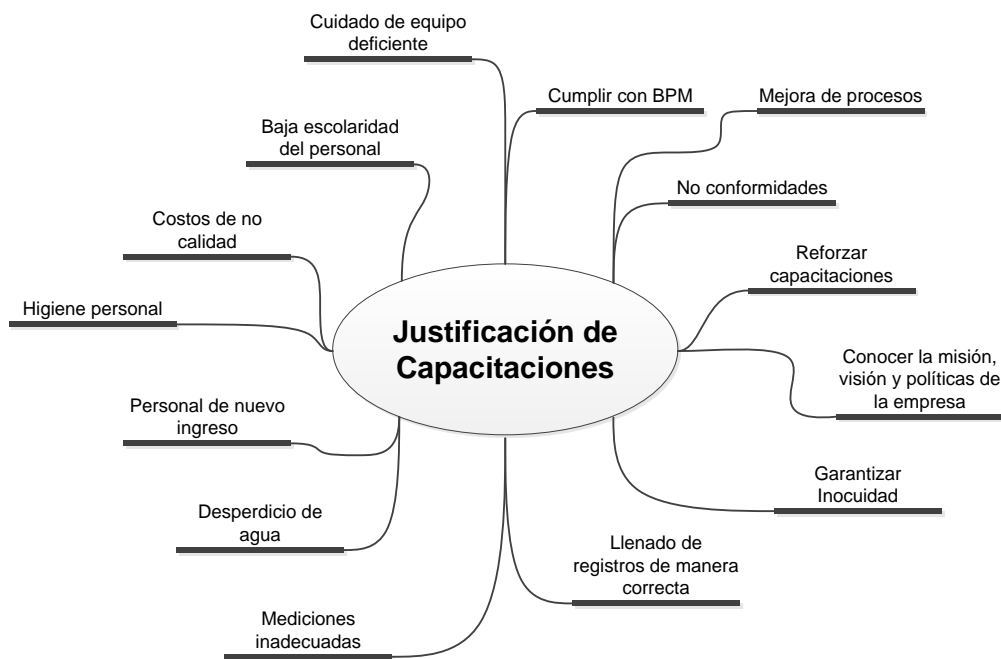 Cuidado de equipo
deficiente
Cumplir con BPM
Mejora de procesos
Baja escolaridad
del personal
No conformidades
Costos de no
calidad
Reforzar
capacitaciones
Higiene personal
Justificación de
Capacitaciones
Conocer la misión,
visión y políticas de
la empresa
Personal de nuevo
ingreso
Garantizar
Inocuidad
Desperdicio de
agua
Llenado de
registros de manera
correcta
Mediciones
inadecuadas